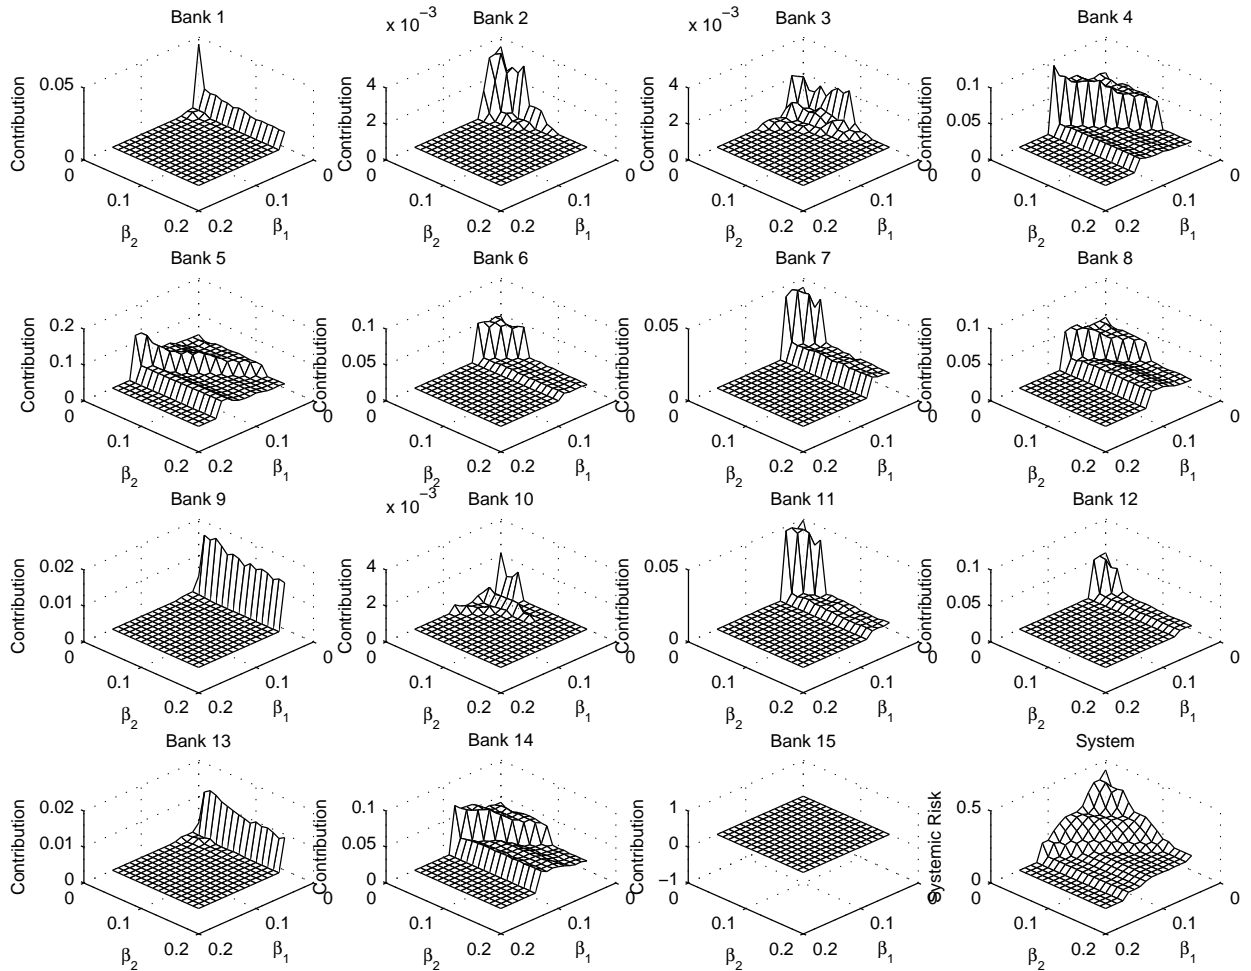 Bank 1
Contribution
0.05
0
0
0.1
0.2
β₂
0.2
0.1
0
β₁
× 10⁻³
Bank 2
Contribution
4
2
0
0
0.1
0.2
β₂
0.2
0.1
0
β₁
× 10⁻³
Bank 3
Contribution
4
2
0
0
0.1
0.2
β₂
0.2
0.1
0
β₁
Bank 4
Contribution
0.1
0.05
0
0
0.1
0.2
β₂
0.2
0.1
0
β₁
Bank 5
Contribution
0.2
0.1
0
0
0.1
0.2
β₂
0.2
0.1
0
β₁
Bank 6
Contribution
0.1
0.05
0
0
0.1
0.2
β₂
0.2
0.1
0
β₁
Bank 7
Contribution
0.05
0
0
0.1
0.2
β₂
0.2
0.1
0
β₁
Bank 8
Contribution
0.1
0.05
0
0
0.1
0.2
β₂
0.2
0.1
0
β₁
Bank 9
Contribution
0.02
0.01
0
0
0.1
0.2
β₂
0.2
0.1
0
β₁
× 10⁻³
Bank 10
Contribution
4
2
0
0
0.1
0.2
β₂
0.2
0.1
0
β₁
Bank 11
Contribution
0.05
0
0
0.1
0.2
β₂
0.2
0.1
0
β₁
Bank 12
Contribution
0.1
0.05
0
0
0.1
0.2
β₂
0.2
0.1
0
β₁
Bank 13
Contribution
0.02
0.01
0
0
0.1
0.2
β₂
0.2
0.1
0
β₁
Bank 14
Contribution
0.1
0.05
0
0
0.1
0.2
β₂
0.2
0.1
0
β₁
Bank 15
Contribution
1
0
−1
0
0.1
0.2
β₂
0.2
0.1
0
β₁
System
Systemic Risk
0.5
0
0
0.1
0.2
β₂
0.2
0.1
0
β₁